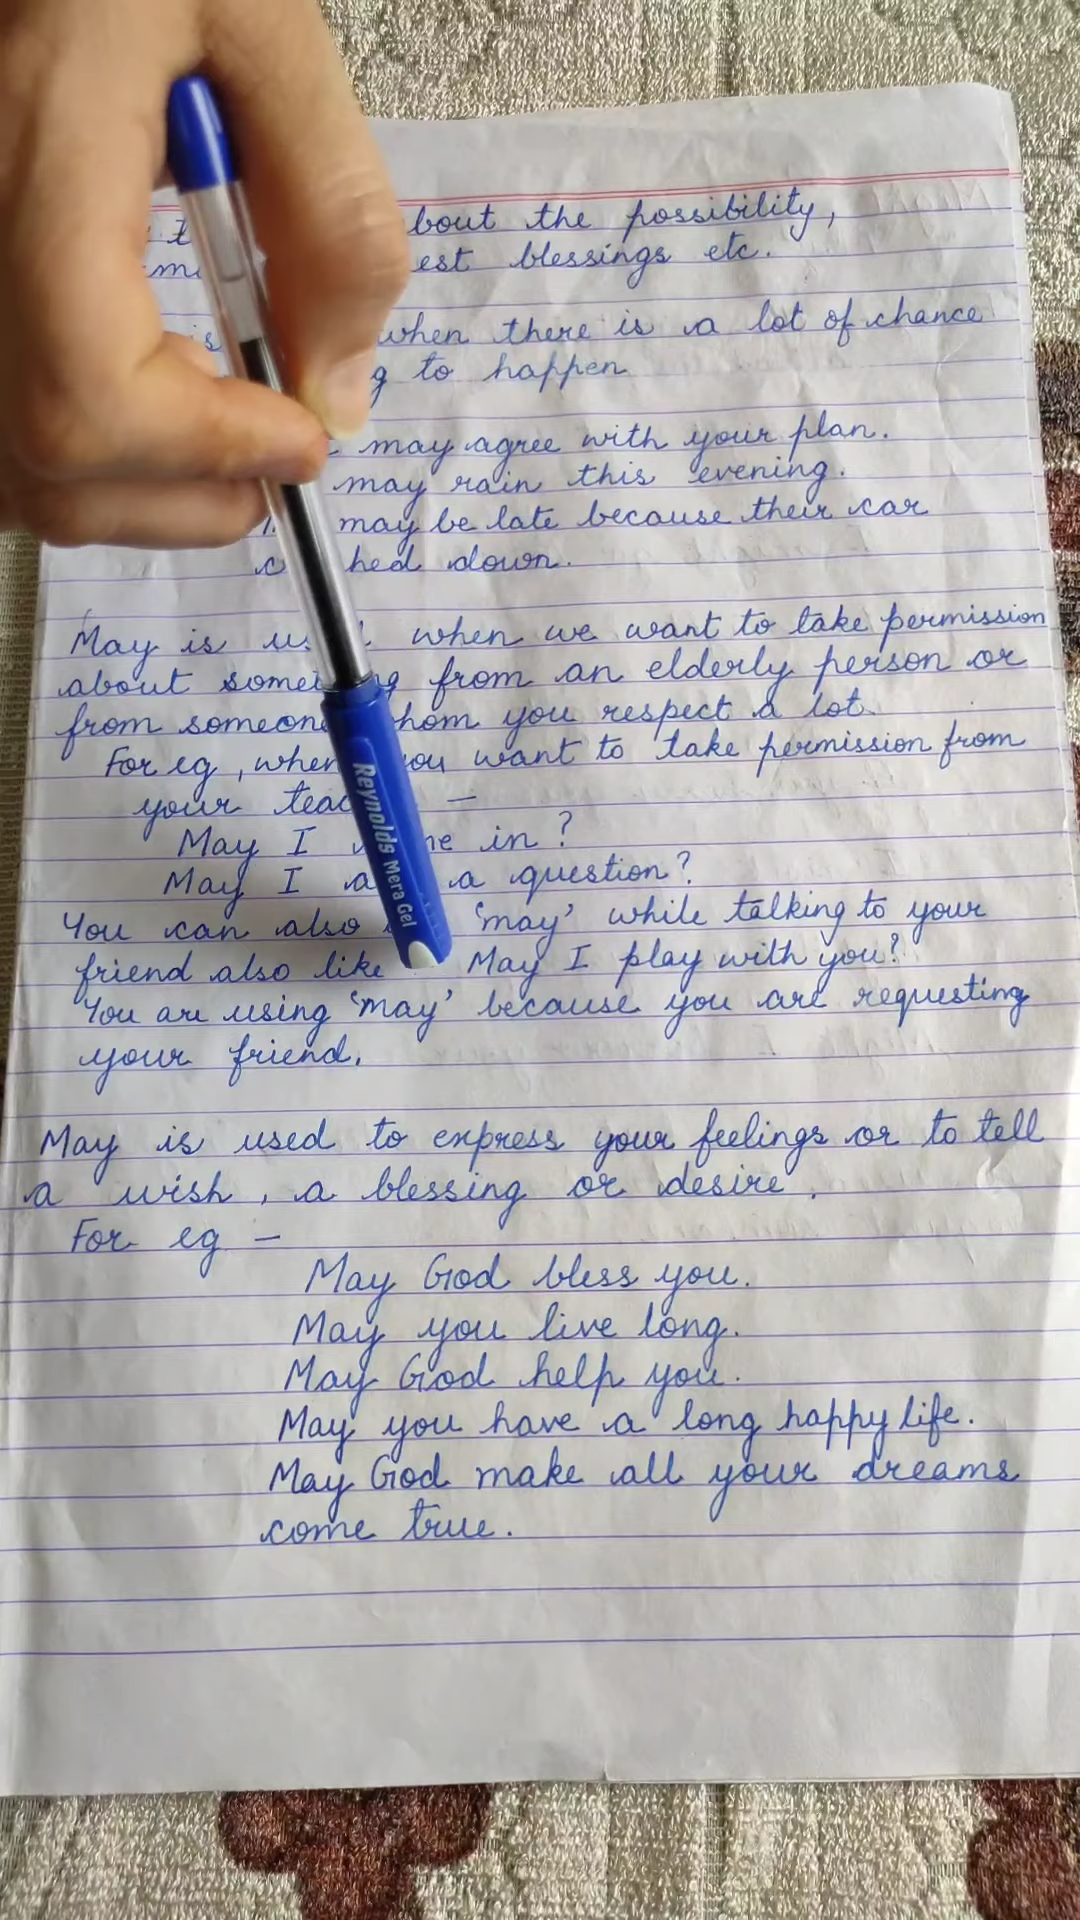 bout the possibility,
est blessings etc.
is when there is a lot of chance
to happen
may agree with your plan.
may rain this evening.
may be late because their car
down.
May is when we want to take permission
about from an elderly person or
from someone whom you respect a lot.
For eg, when you want to take permission from
your —
May I in ?
May I a question?
You can also 'may' while talking to your
friend also like May I play with you?
You are using 'may' because you are requesting
your friend.
May is used to express your feelings or to tell
a wish, a blessing or desire.
For eg —
May God bless you.
May you live long.
May God help you.
May you have a long happy life.
May God make all your dreams
come true.
Reynolds Mera Gel